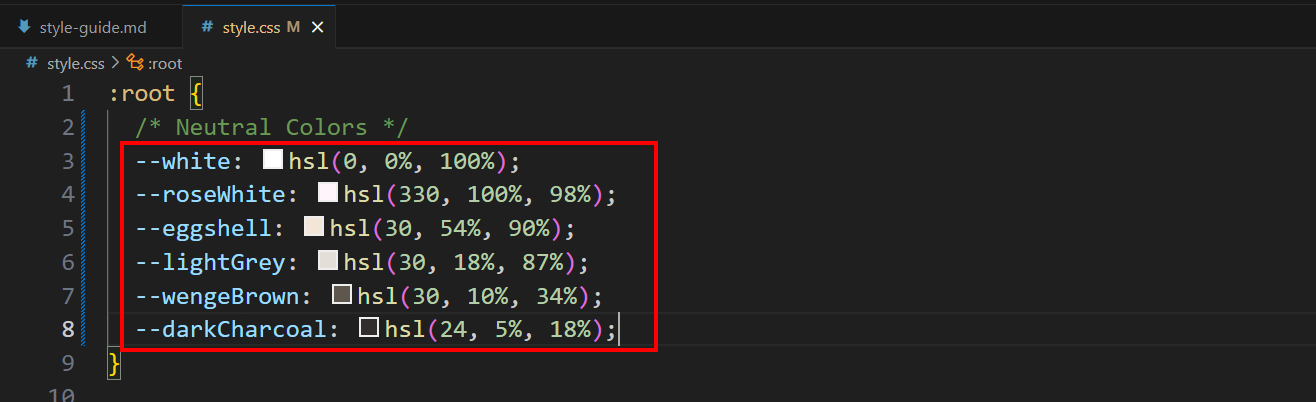 style-guide.md
# style.css M ×
# style.css > :root
1 :root {
2 /* Neutral Colors */
3 --white: hsl(0, 0%, 100%);
4 --roseWhite: hsl(330, 100%, 98%);
5 --eggshell: hsl(30, 54%, 90%);
6 --lightGrey: hsl(30, 18%, 87%);
7 --wengeBrown: hsl(30, 10%, 34%);
8 --darkCharcoal: hsl(24, 5%, 18%);
9 }
10